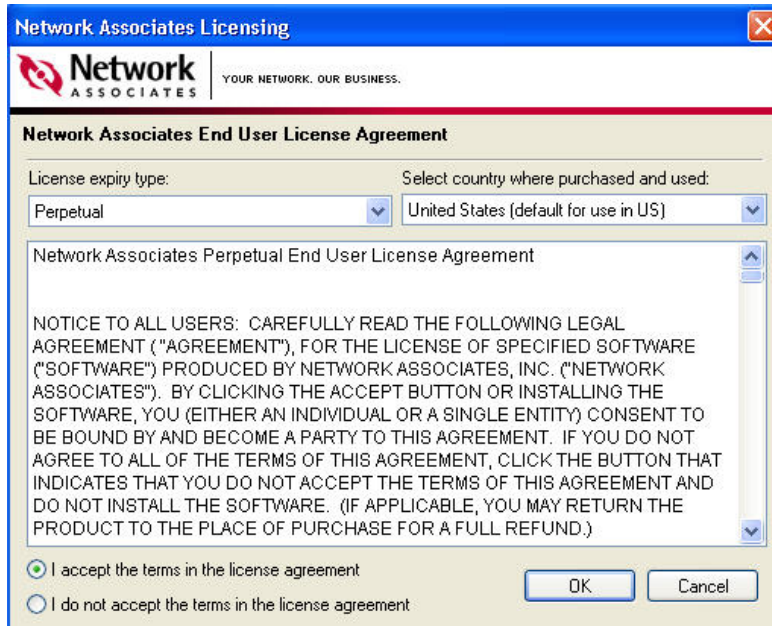 Network Associates Licensing
Network
ASSOCIATES
YOUR NETWORK. OUR BUSINESS.
Network Associates End User License Agreement
License expiry type:
Select country where purchased and used:
Perpetual
United States (default for use in US)
Network Associates Perpetual End User License Agreement
NOTICE TO ALL USERS: CAREFULLY READ THE FOLLOWING LEGAL
AGREEMENT ( "AGREEMENT"), FOR THE LICENSE OF SPECIFIED SOFTWARE
("SOFTWARE") PRODUCED BY NETWORK ASSOCIATES, INC. ("NETWORK
ASSOCIATES"). BY CLICKING THE ACCEPT BUTTON OR INSTALLING THE
SOFTWARE, YOU (EITHER AN INDIVIDUAL OR A SINGLE ENTITY) CONSENT TO
BE BOUND BY AND BECOME A PARTY TO THIS AGREEMENT. IF YOU DO NOT
AGREE TO ALL OF THE TERMS OF THIS AGREEMENT, CLICK THE BUTTON THAT
INDICATES THAT YOU DO NOT ACCEPT THE TERMS OF THIS AGREEMENT AND
DO NOT INSTALL THE SOFTWARE. (IF APPLICABLE, YOU MAY RETURN THE
PRODUCT TO THE PLACE OF PURCHASE FOR A FULL REFUND.)
I accept the terms in the license agreement
I do not accept the terms in the license agreement
OK
Cancel